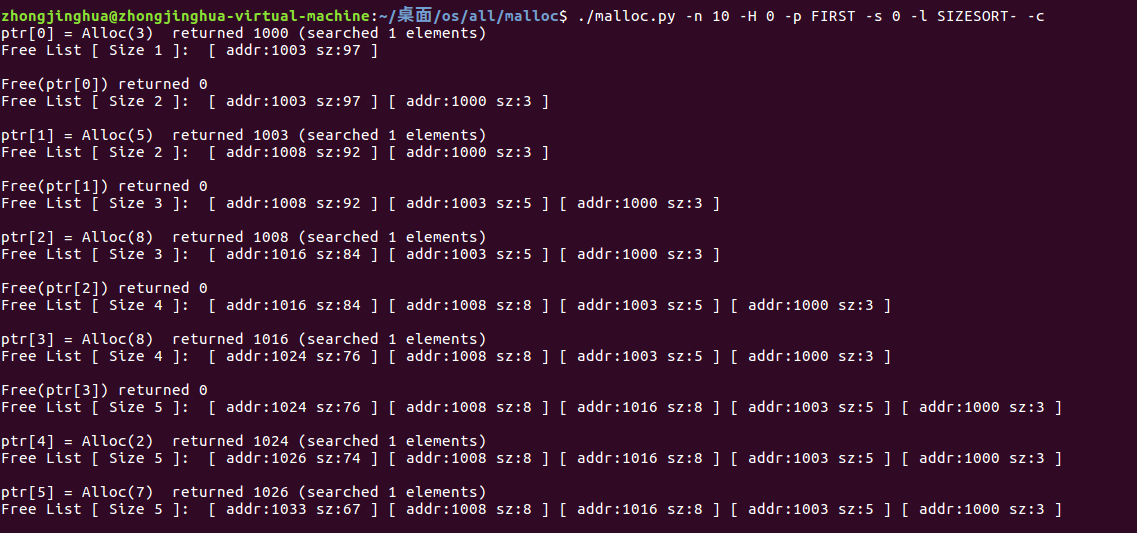 zhongjinghua@zhongjinghua-virtual-machine:~/桌面/os/all/malloc$ ./malloc.py -n 10 -H 0 -p FIRST -s 0 -l SIZESORT- -c
ptr[0] = Alloc(3)  returned 1000 (searched 1 elements)
Free List [ Size 1 ]:  [ addr:1003 sz:97 ]

Free(ptr[0]) returned 0
Free List [ Size 2 ]:  [ addr:1003 sz:97 ] [ addr:1000 sz:3 ]

ptr[1] = Alloc(5)  returned 1003 (searched 1 elements)
Free List [ Size 2 ]:  [ addr:1008 sz:92 ] [ addr:1000 sz:3 ]

Free(ptr[1]) returned 0
Free List [ Size 3 ]:  [ addr:1008 sz:92 ] [ addr:1003 sz:5 ] [ addr:1000 sz:3 ]

ptr[2] = Alloc(8)  returned 1008 (searched 1 elements)
Free List [ Size 3 ]:  [ addr:1016 sz:84 ] [ addr:1003 sz:5 ] [ addr:1000 sz:3 ]

Free(ptr[2]) returned 0
Free List [ Size 4 ]:  [ addr:1016 sz:84 ] [ addr:1008 sz:8 ] [ addr:1003 sz:5 ] [ addr:1000 sz:3 ]

ptr[3] = Alloc(8)  returned 1016 (searched 1 elements)
Free List [ Size 4 ]:  [ addr:1024 sz:76 ] [ addr:1008 sz:8 ] [ addr:1003 sz:5 ] [ addr:1000 sz:3 ]

Free(ptr[3]) returned 0
Free List [ Size 5 ]:  [ addr:1024 sz:76 ] [ addr:1008 sz:8 ] [ addr:1016 sz:8 ] [ addr:1003 sz:5 ] [ addr:1000 sz:3 ]

ptr[4] = Alloc(2)  returned 1024 (searched 1 elements)
Free List [ Size 5 ]:  [ addr:1026 sz:74 ] [ addr:1008 sz:8 ] [ addr:1016 sz:8 ] [ addr:1003 sz:5 ] [ addr:1000 sz:3 ]

ptr[5] = Alloc(7)  returned 1026 (searched 1 elements)
Free List [ Size 5 ]:  [ addr:1033 sz:67 ] [ addr:1008 sz:8 ] [ addr:1016 sz:8 ] [ addr:1003 sz:5 ] [ addr:1000 sz:3 ]